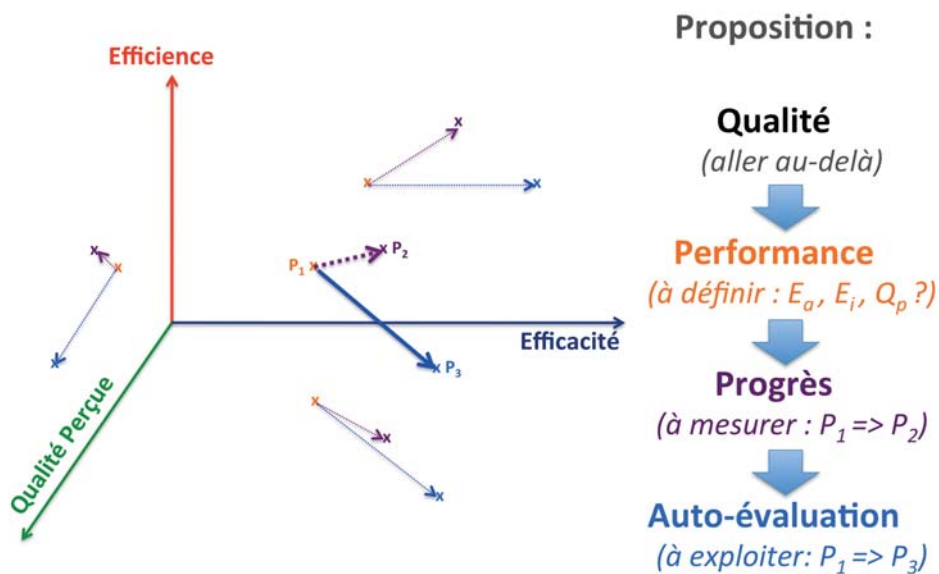 Proposition :
Efficience
Qualité
(aller au-delà)
x
x
x
x
x
x
P₁ x
x P₂
Performance
(à définir : Eₐ, Eᵢ, Qₚ ?)
Efficacité
x
x P₃
Progrès
(à mesurer : P₁ => P₂)
Qualité Perçue
x
x
x
Auto-évaluation
(à exploiter: P₁ => P₃)